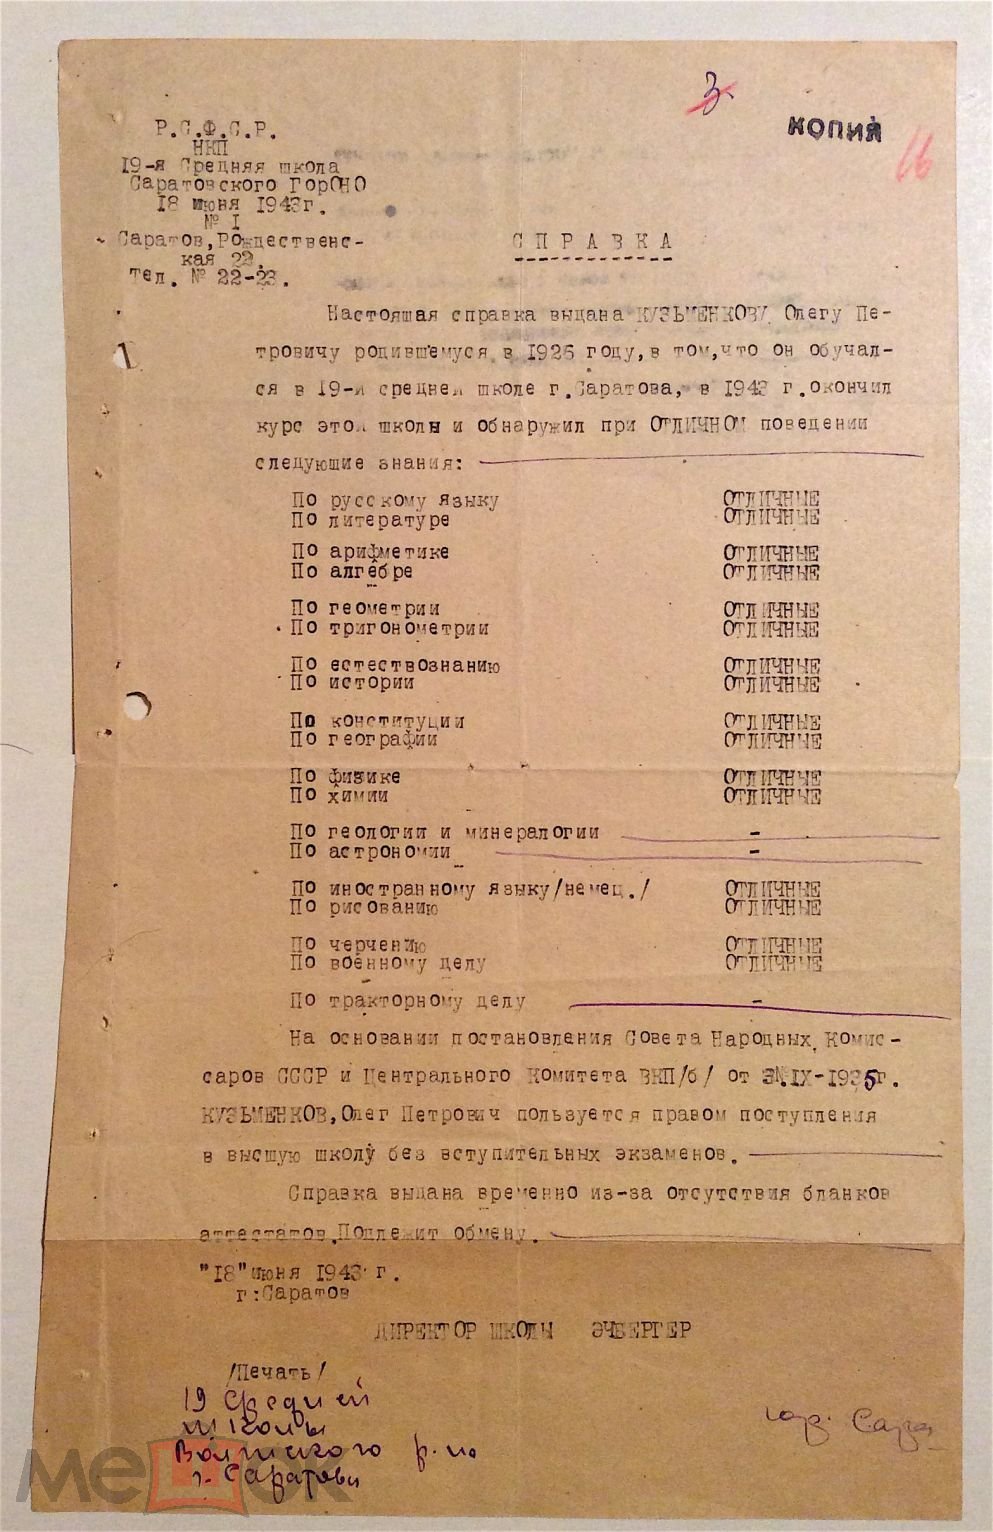 3.
КОПИЯ
16
Р.С.Ф.С.Р.
НКП
19-я Средняя школа
Саратовского ГорОНО
18 июня 1943г.
№ I
Саратов, Рождественс-
кая 22.
Тел. № 22-23.
СПРАВКА
Настоящая справка выдана КУЗЬМЕНКОВУ Олегу Пе-
тровичу родившемуся в 1926 году, в том, что он обучал-
ся в 19-й средней школе г.Саратова, в 1943 г.окончил
курс этой школы и обнаружил при ОТЛИЧНОМ поведении
следующие знания:
По русскому языку ОТЛИЧНЫЕ
По литературе ОТЛИЧНЫЕ
По арифметике ОТЛИЧНЫЕ
По алгебре ОТЛИЧНЫЕ
По геометрии ОТЛИЧНЫЕ
По тригонометрии ОТЛИЧНЫЕ
По естествознанию ОТЛИЧНЫЕ
По истории ОТЛИЧНЫЕ
По конституции ОТЛИЧНЫЕ
По географии ОТЛИЧНЫЕ
По физике ОТЛИЧНЫЕ
По химии ОТЛИЧНЫЕ
По геологии и минералогии -
По астрономии -
По иностранному языку/немец./ ОТЛИЧНЫЕ
По рисованию ОТЛИЧНЫЕ
По черчению ОТЛИЧНЫЕ
По военному делу ОТЛИЧНЫЕ
По тракторному делу -
На основании постановления Совета Народных Комис-
саров СССР и Центрального Комитета ВКП/б/ от 3.IX-1935г.
КУЗЬМЕНКОВ, Олег Петрович пользуется правом поступления
в высшую школу без вступительных экзаменов.
Справка выдана временно из-за отсутствия бланков
аттестатов. Подлежит обмену.
"18" июня 1943 г.
г.Саратов
ДИРЕКТОР ШКОЛЫ ЭЧБЕРГЕР
/Печать/
19 Средней
школы
Волжского р-на
г. Саратова
мешок